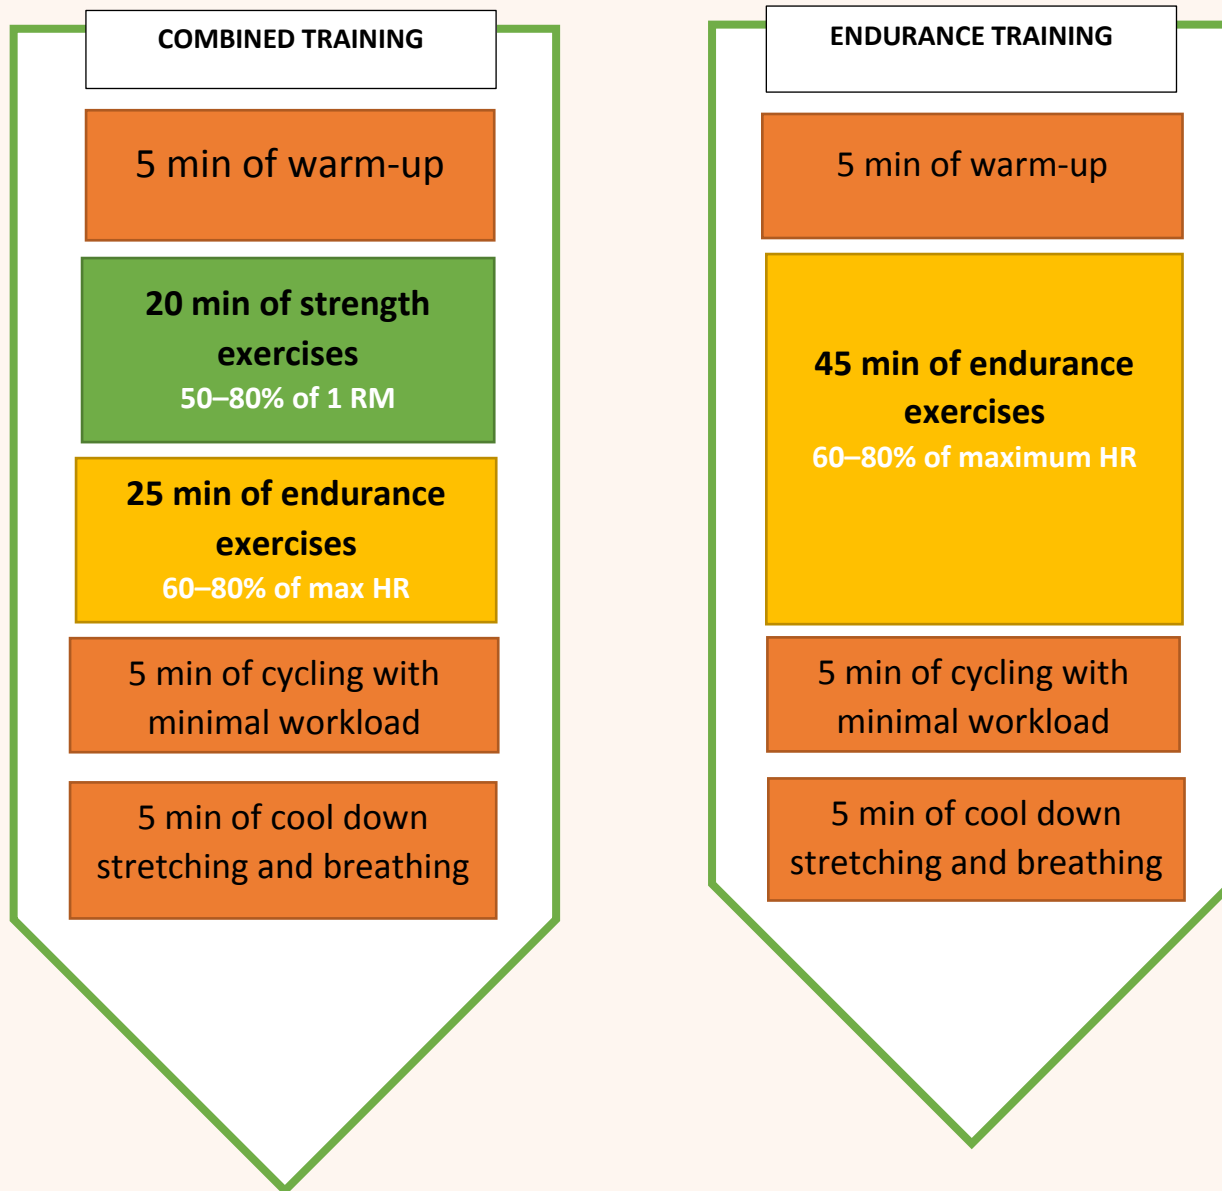 COMBINED TRAINING
5 min of warm-up
20 min of strength
exercises
50–80% of 1 RM
25 min of endurance
exercises
60–80% of max HR
5 min of cycling with
minimal workload
5 min of cool down
stretching and breathing
ENDURANCE TRAINING
5 min of warm-up
45 min of endurance
exercises
60–80% of maximum HR
5 min of cycling with
minimal workload
5 min of cool down
stretching and breathing